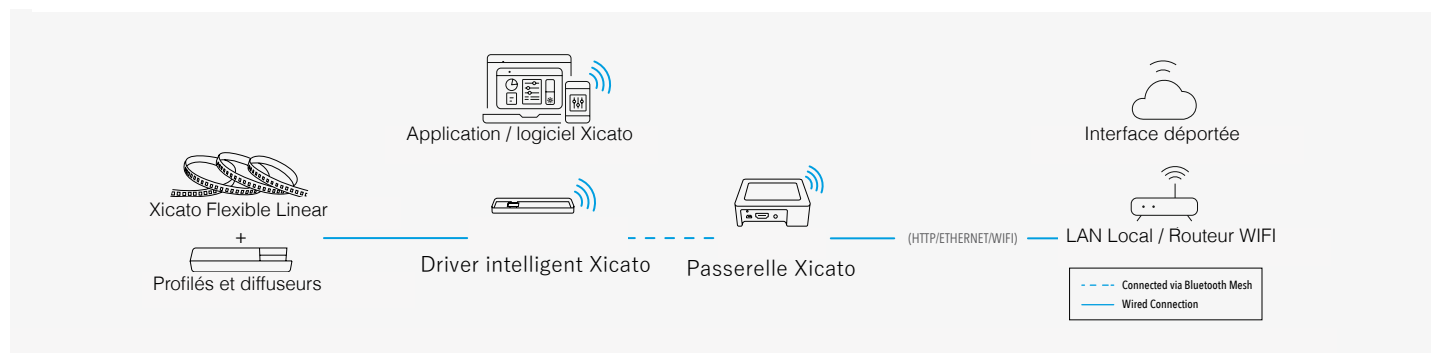 Application / logiciel Xicato
Interface déportée
Xicato Flexible Linear
+
Profilés et diffuseurs
Driver intelligent Xicato
Passerelle Xicato
(HTTP/ETHERNET/WIFI)
LAN Local / Routeur WIFI
Connected via Bluetooth Mesh
Wired Connection